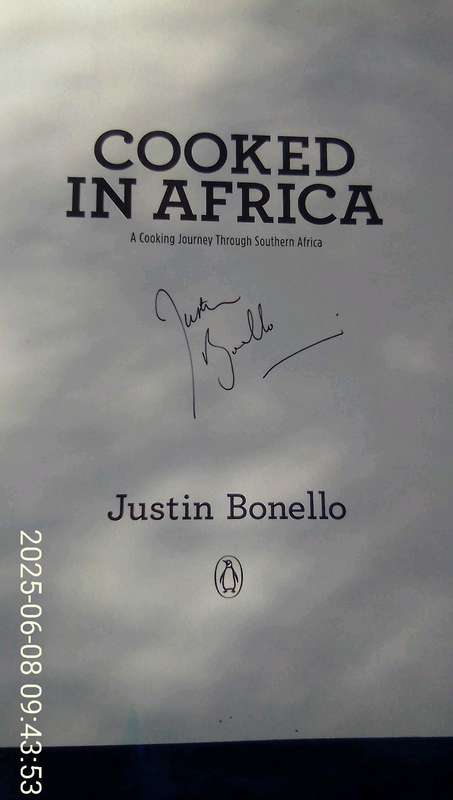 COOKED
IN AFRICA
A Cooking Journey Through Southern Africa
Justin
Bonello
Justin Bonello
2025-06-08 09:43:53